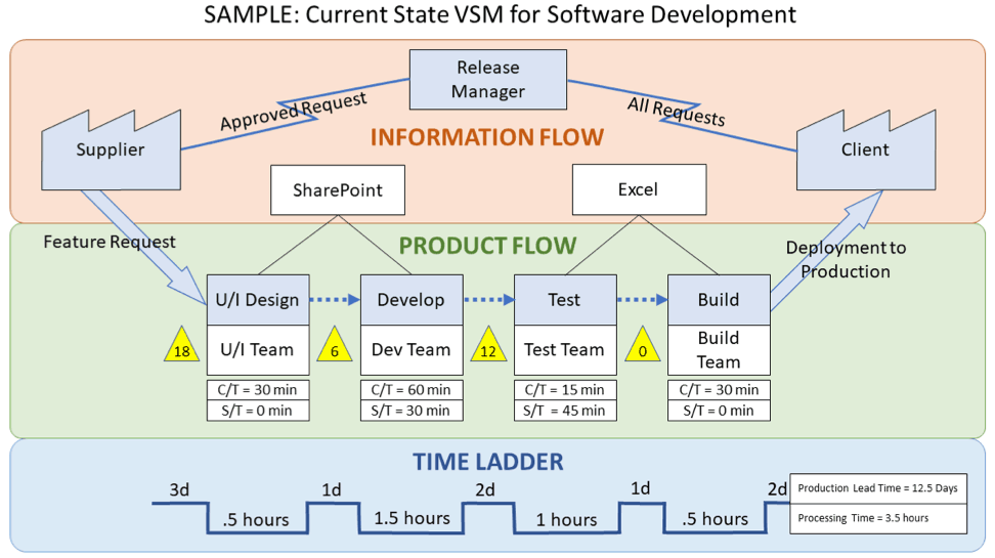 SAMPLE: Current State VSM for Software Development
Release
Manager
Approved Request
All Requests
Supplier
INFORMATION FLOW
Client
SharePoint
Excel
Feature Request
PRODUCT FLOW
Deployment to
Production
U/I Design
Develop
Test
Build
18
U/I Team
6
Dev Team
12
Test Team
0
Build
Team
C/T = 30 min
C/T = 60 min
C/T = 15 min
C/T = 30 min
S/T = 0 min
S/T = 30 min
S/T = 45 min
S/T = 0 min
TIME LADDER
3d
1d
2d
1d
2d
Production Lead Time = 12.5 Days
.5 hours
1.5 hours
1 hours
.5 hours
Processing Time = 3.5 hours